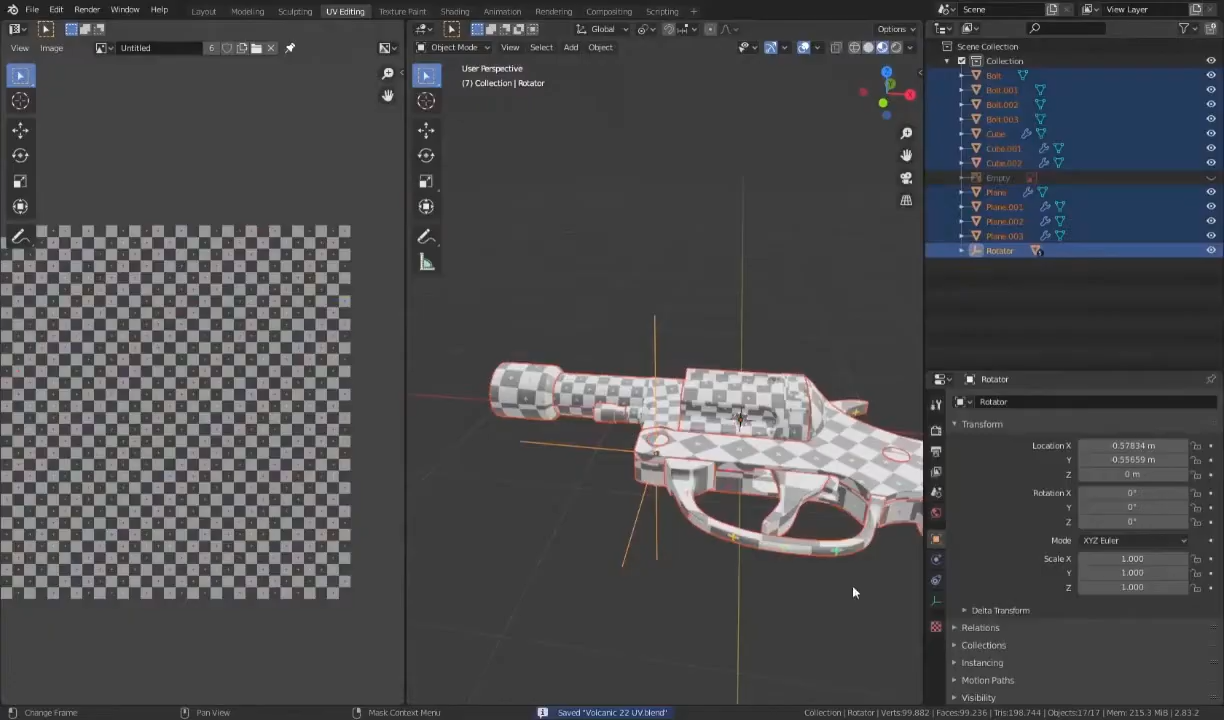 File Edit Render Window Help Layout Modeling Sculpting UV Editing Texture Paint Shading Animation Rendering Compositing Scripting + Scene View Layer
Global Options
View Image Untitled 6 Object Mode View Select Add Object
User Perspective
(7) Collection | Rotator
Scene Collection
Collection
Bolt
Bolt.001
Bolt.002
Bolt.003
Cube
Cube.001
Cube.002
Empty
Plane
Plane.001
Plane.002
Plane.003
Rotator
Rotator
Rotator
Transform
Location X -0.57834 m
Y -0.55659 m
Z 0 m
Rotation X 0°
Y 0°
Z 0°
Mode XYZ Euler
Scale X 1.000
Y 1.000
Z 1.000
Delta Transform
Relations
Collections
Instancing
Motion Paths
Visibility
Change Frame Pan View Mask Context Menu Saved "Volcanic 22 UV.blend" Collection | Rotator | Verts:99.882 | Faces:99.236 | Tris:198.744 | Objects:17/17 | Mem: 215.3 MiB | 2.83.2